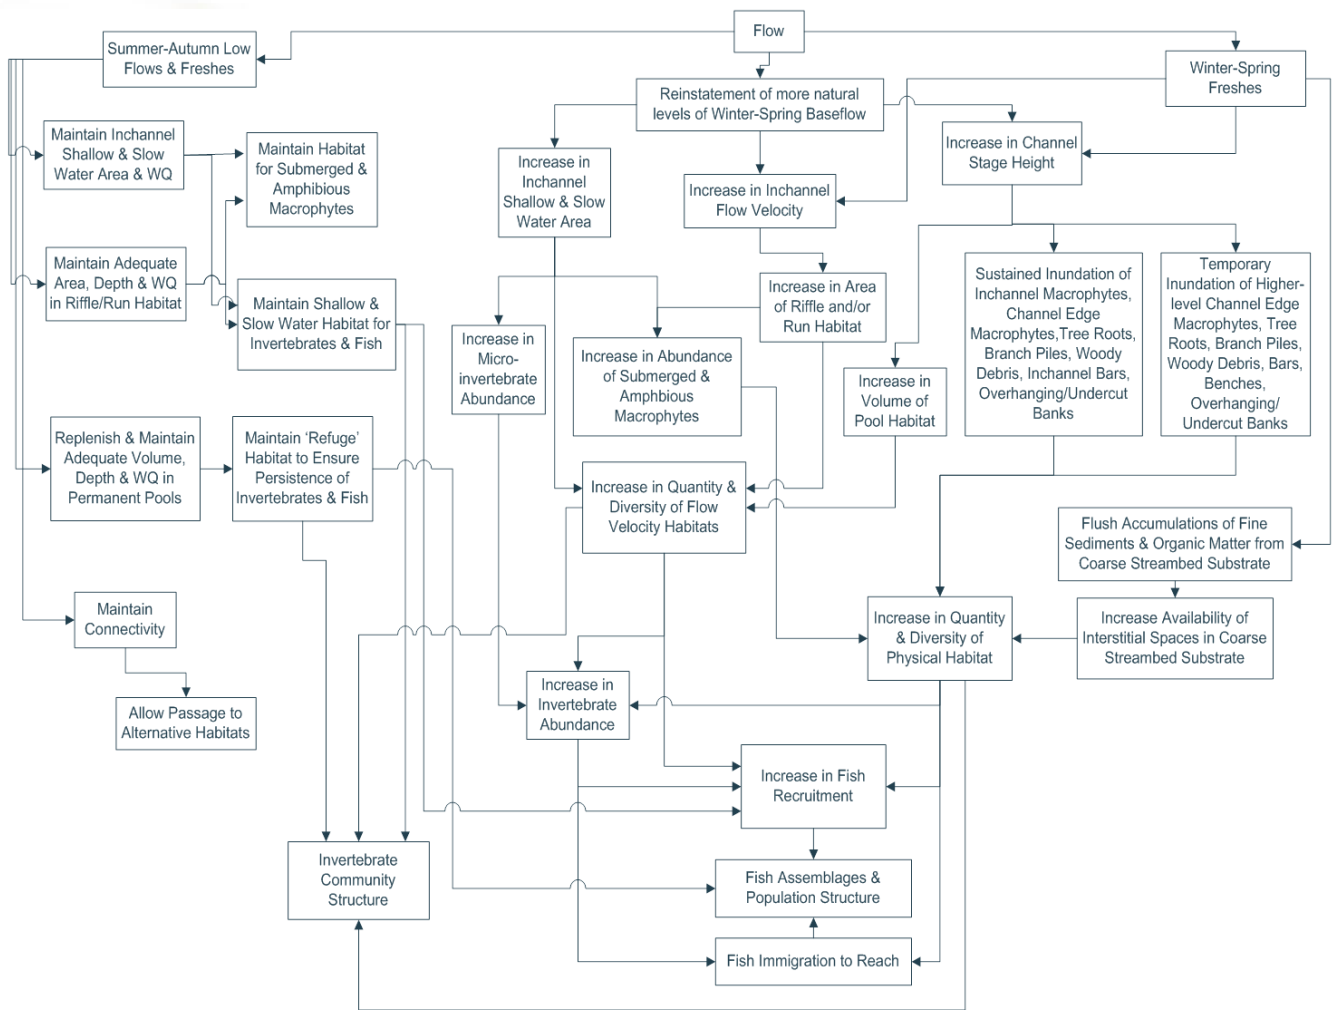 Flow
Summer-Autumn Low
Flows & Freshes
Winter-Spring
Freshes
Reinstatement of more natural
levels of Winter-Spring Baseflow
Maintain Inchannel
Shallow & Slow
Water Area & WQ
Maintain Habitat
for Submerged &
Amphibious
Macrophytes
Increase in
Inchannel
Shallow & Slow
Water Area
Increase in Inchannel
Flow Velocity
Increase in Channel
Stage Height
Maintain Adequate
Area, Depth & WQ
in Riffle/Run Habitat
Maintain Shallow &
Slow Water Habitat for
Invertebrates & Fish
Increase in Area
of Riffle and/or
Run Habitat
Sustained Inundation of
Inchannel Macrophytes,
Channel Edge
Macrophytes,Tree Roots,
Branch Piles, Woody
Debris, Inchannel Bars,
Overhanging/Undercut
Banks
Temporary
Inundation of Higher-
level Channel Edge
Macrophytes, Tree
Roots, Branch Piles,
Woody Debris, Bars,
Benches,
Overhanging/
Undercut Banks
Increase in
Micro-
invertebrate
Abundance
Increase in Abundance
of Submerged &
Amphbious
Macrophytes
Increase in
Volume of
Pool Habitat
Replenish & Maintain
Adequate Volume,
Depth & WQ in
Permanent Pools
Maintain ‘Refuge’
Habitat to Ensure
Persistence of
Invertebrates & Fish
Increase in Quantity &
Diversity of Flow
Velocity Habitats
Flush Accumulations of Fine
Sediments & Organic Matter from
Coarse Streambed Substrate
Maintain
Connectivity
Increase in Quantity
& Diversity of
Physical Habitat
Increase Availability of
Interstitial Spaces in Coarse
Streambed Substrate
Allow Passage to
Alternative Habitats
Increase in
Invertebrate
Abundance
Increase in Fish
Recruitment
Invertebrate
Community
Structure
Fish Assemblages &
Population Structure
Fish Immigration to Reach